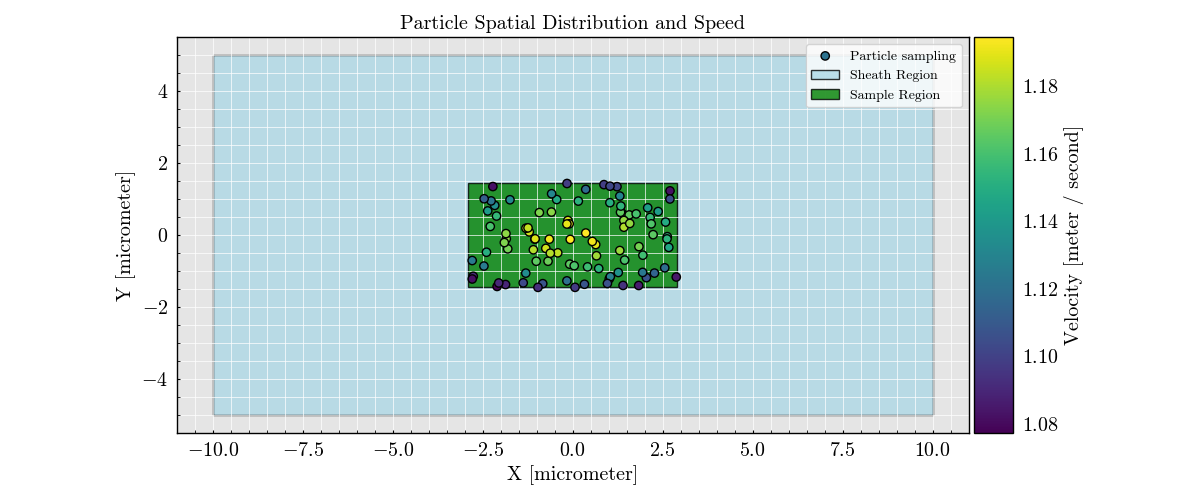 Particle Spatial Distribution and Speed
Particle sampling
Sheath Region
Sample Region
Y [micrometer]
4
2
0
−2
−4
−10.0 −7.5 −5.0 −2.5 0.0 2.5 5.0 7.5 10.0
X [micrometer]
1.18
1.16
1.14
1.12
1.10
1.08
Velocity [meter / second]